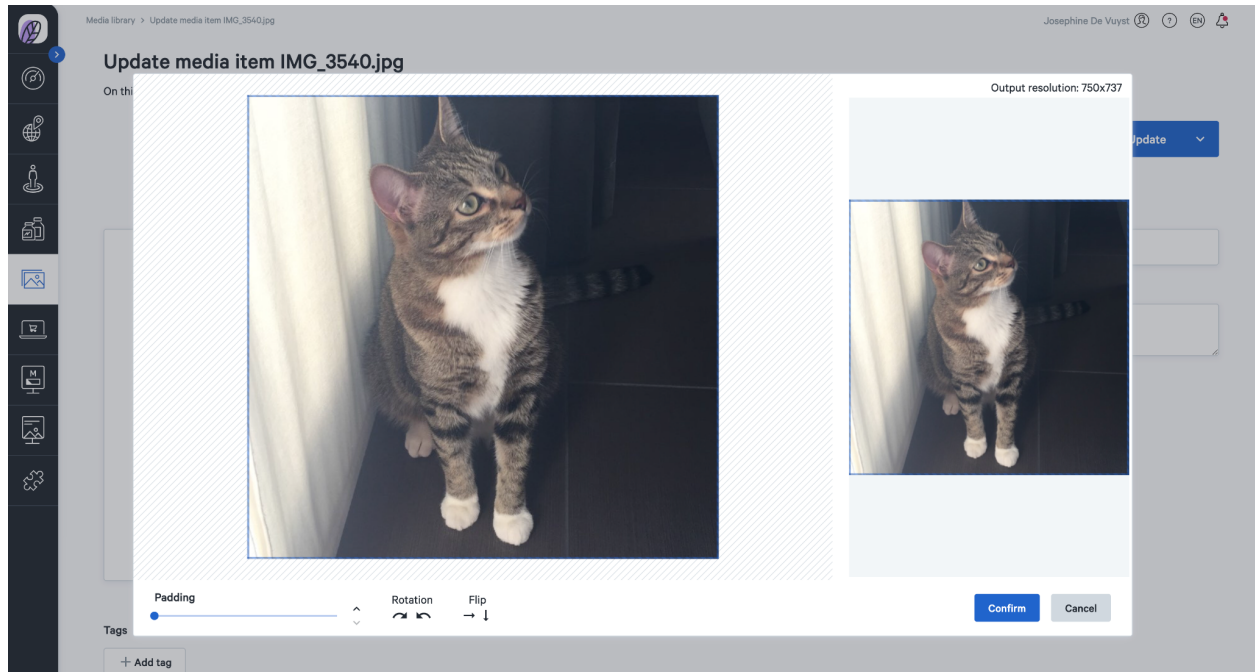 Media library > Update media item IMG_3540.jpg
Josephine De Vuyst
?
EN
Update media item IMG_3540.jpg
On thi
Output resolution: 750x737
Update
M
Padding
Rotation
Flip
Confirm
Cancel
Tags
+ Add tag